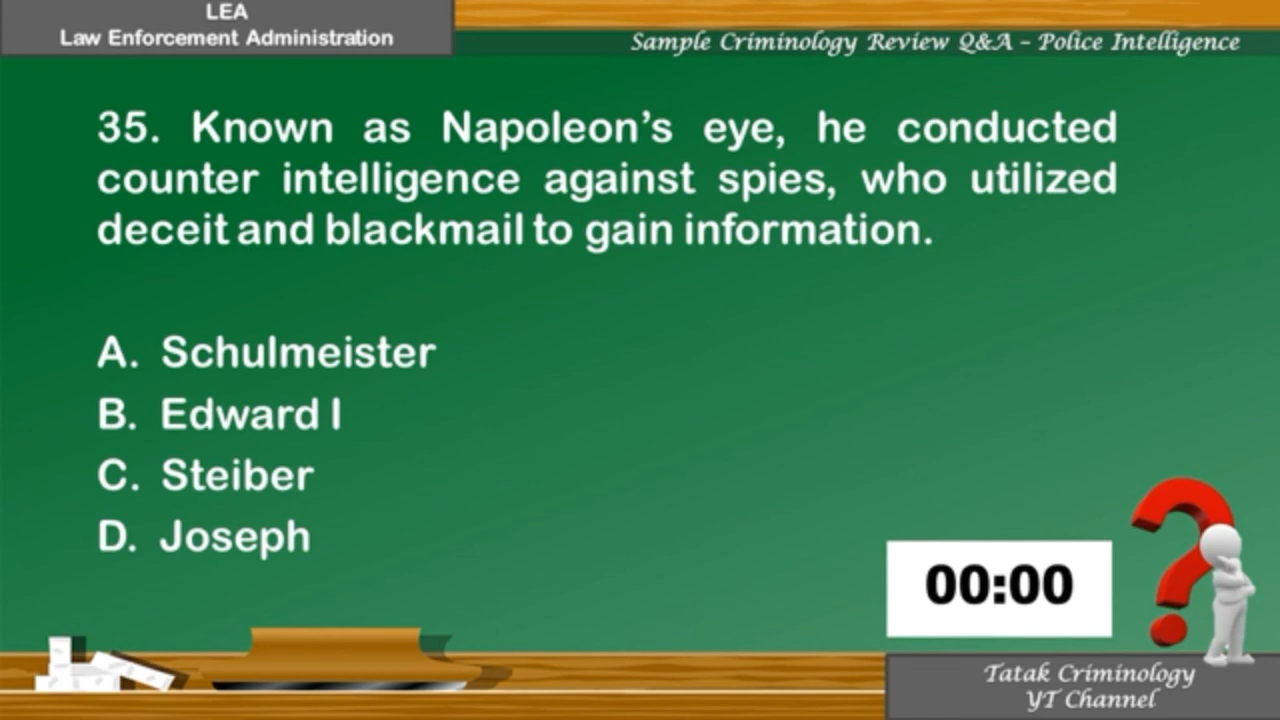 LEA
Law Enforcement Administration
Sample Criminology Review Q&A – Police Intelligence
35. Known as Napoleon’s eye, he conducted
counter intelligence against spies, who utilized
deceit and blackmail to gain information.
A. Schulmeister
B. Edward I
C. Steiber
D. Joseph
00:00
Tatak Criminology
YT Channel